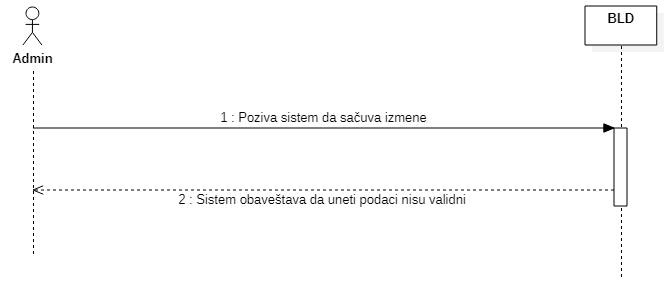 BLD
Admin
1 : Poziva sistem da sačuva izmene
2 : Sistem obaveštava da uneti podaci nisu validni